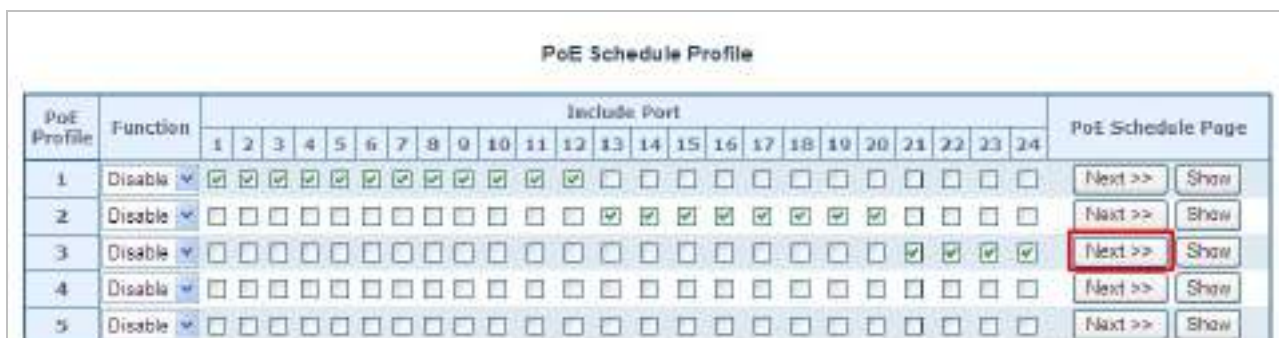 PoE Schedule Profile
PoE Profile Function Include Port PoE Schedule Page
1 2 3 4 5 6 7 8 9 10 11 12 13 14 15 16 17 18 19 20 21 22 23 24
1 Disable Next >> Show
2 Disable Next >> Show
3 Disable Next >> Show
4 Disable Next >> Show
5 Disable Next >> Show